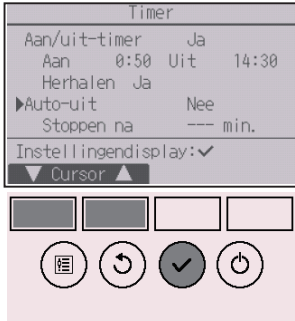 Timer
Aan/uit-timer Ja
Aan 0:50 Uit 14:30
Herhalen Ja
▶Auto-uit Nee
Stoppen na --- min.
Instellingendisplay:✓
▼ Cursor ▲